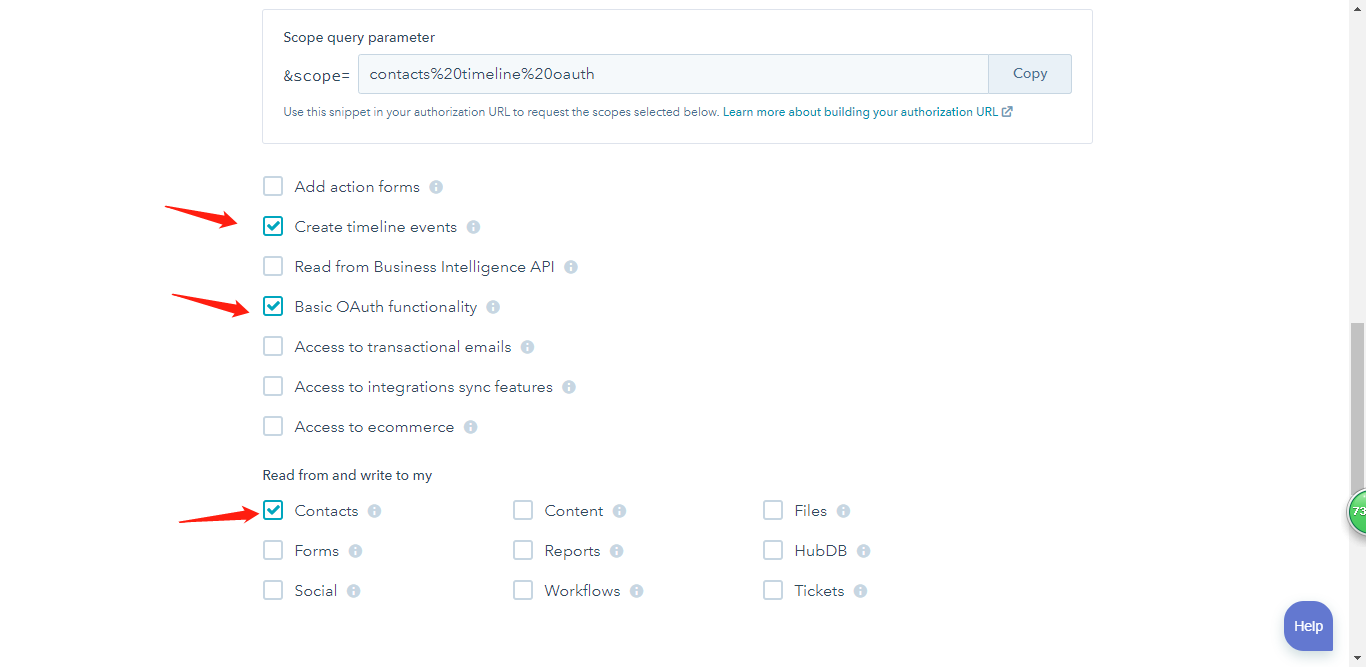 Scope query parameter
&scope= contacts%20timeline%20oauth Copy
Use this snippet in your authorization URL to request the scopes selected below. Learn more about building your authorization URL
Add action forms
Create timeline events
Read from Business Intelligence API
Basic OAuth functionality
Access to transactional emails
Access to integrations sync features
Access to ecommerce
Read from and write to my
Contacts Content Files
Forms Reports HubDB
Social Workflows Tickets
73
Help